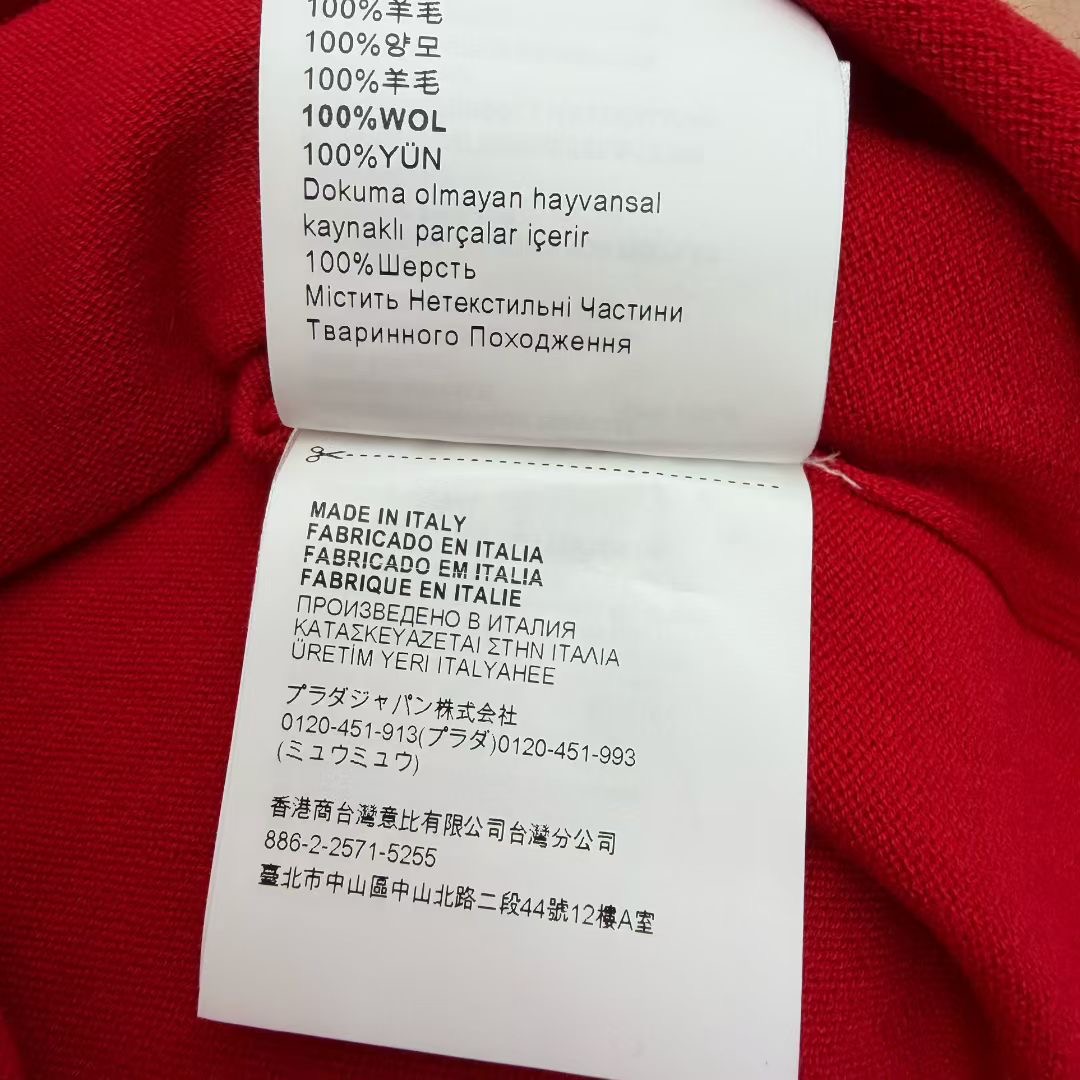 100%羊毛
100%양모
100%羊毛
100%WOL
100%YÜN
Dokuma olmayan hayvansal
kaynaklı parçalar içerir
100%Шерсть
Містить Нетекстильні Частини
Тваринного Походження
MADE IN ITALY
FABRICADO EN ITALIA
FABRICADO EM ITALIA
FABRIQUE EN ITALIE
ПРОИЗВЕДЕНО В ИТАЛИЯ
ΚΑΤΑΣΚΕΥΑΖΕΤΑΙ ΣΤΗΝ ΙΤΑΛΙΑ
ÜRETİM YERI ITALYAHEE
プラダジャパン株式会社
0120-451-913(プラダ)0120-451-993
(ミュウミュウ)
香港商台灣意比有限公司台灣分公司
886-2-2571-5255
臺北市中山區中山北路二段44號12樓A室